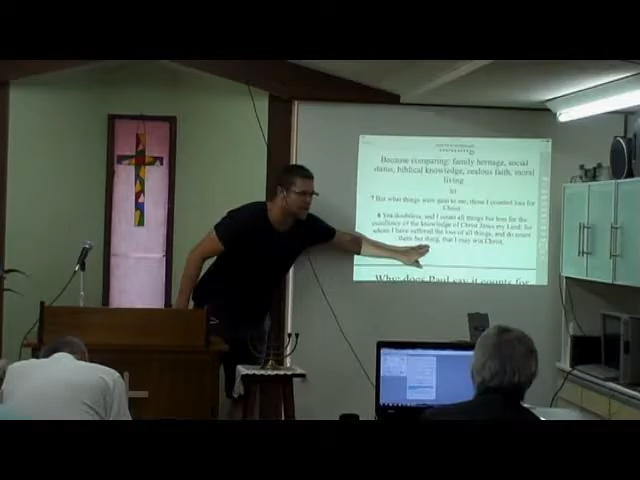 Because comparing: family heritage, social
status, biblical knowledge, zealous faith, moral
living
to
7 But what things were gain to me, those I counted loss for
Christ.
8 Yea doubtless, and I count all things but loss for the
excellency of the knowledge of Christ Jesus my Lord: for
whom I have suffered the loss of all things, and do count
them but dung, that I may win Christ,
Why does Paul say it counts for